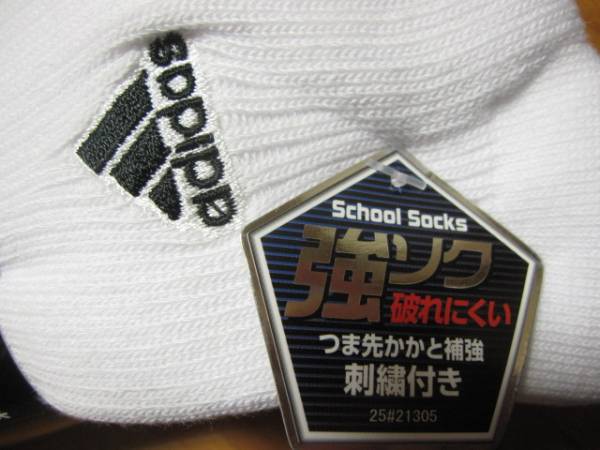 adidas
School Socks
強ソク
破れにくい
つま先かかと補強
刺繍付き
25#21305